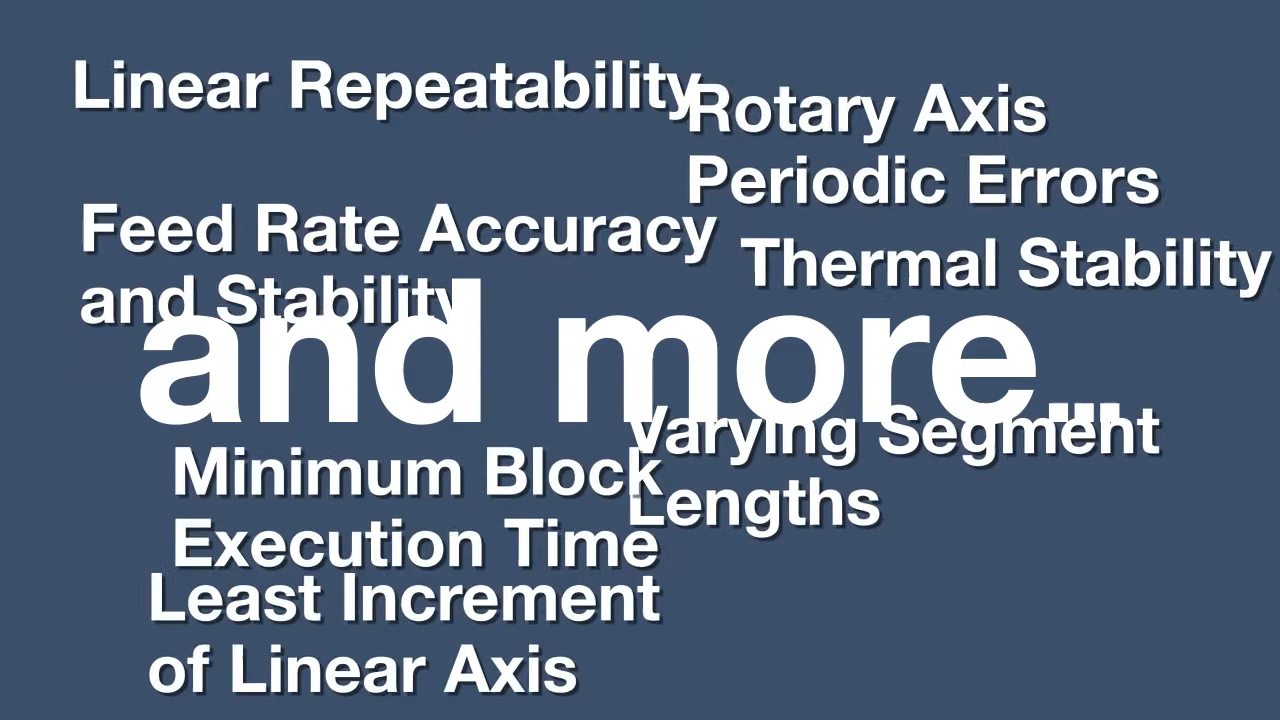 Linear Repeatability
Rotary Axis
Periodic Errors
Feed Rate Accuracy
and Stability
Thermal Stability
and more...
Varying Segment
Lengths
Minimum Block
Execution Time
Least Increment
of Linear Axis